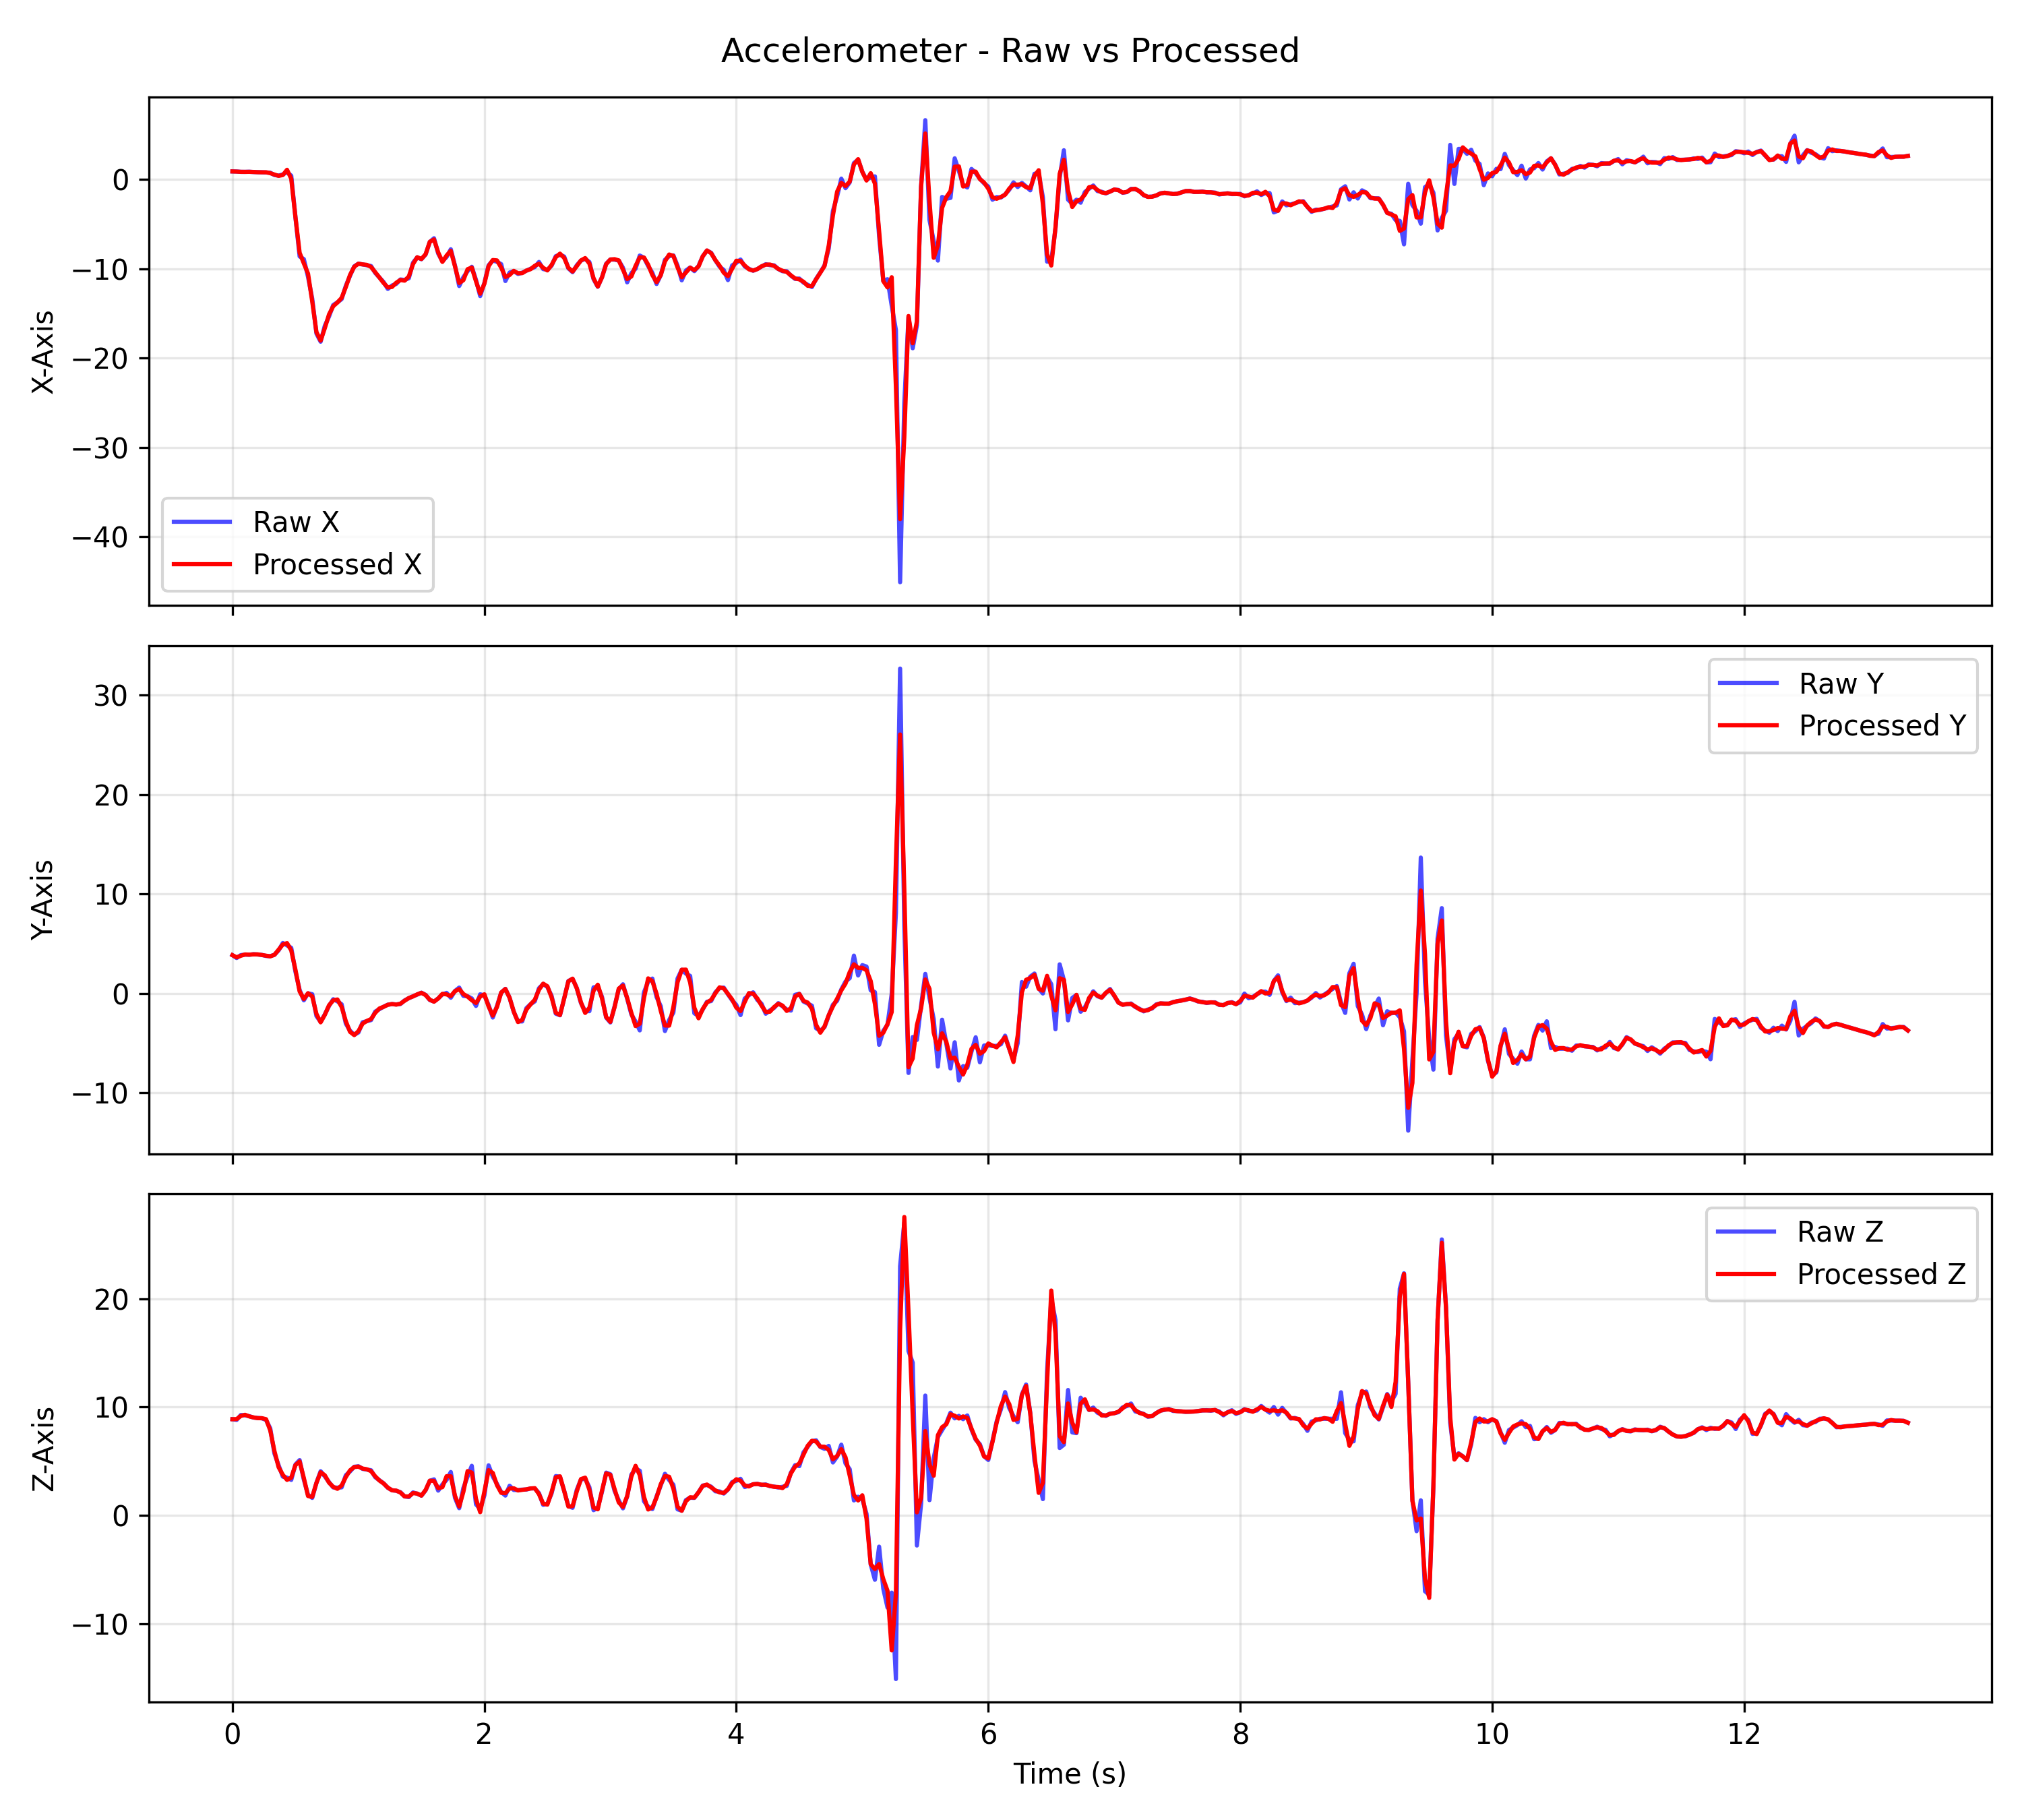 Accelerometer - Raw vs Processed
X-Axis
0
−10
−20
−30
−40
Raw X
Processed X
Y-Axis
30
20
10
0
−10
Raw Y
Processed Y
Z-Axis
20
10
0
−10
Raw Z
Processed Z
0 2 4 6 8 10 12
Time (s)